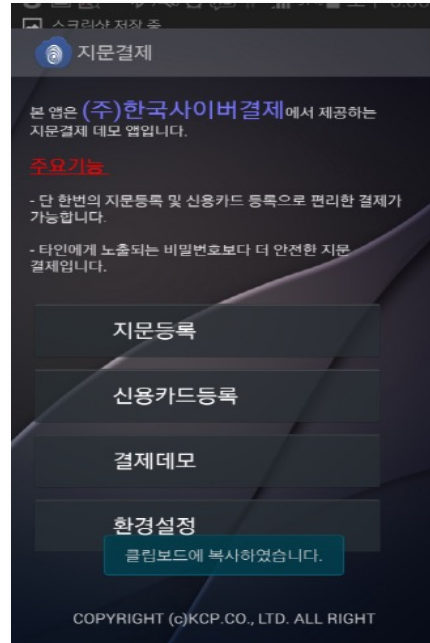 스크린샷 저장 중
지문결제
본 앱은 (주)한국사이버결제에서 제공하는
지문결제 데모 앱입니다.
주요기능
- 단 한번의 지문등록 및 신용카드 등록으로 편리한 결제가
가능합니다.
- 타인에게 노출되는 비밀번호보다 더 안전한 지문
결제입니다.
지문등록
신용카드등록
결제데모
환경설정
클립보드에 복사하였습니다.
COPYRIGHT (c)KCP.CO., LTD. ALL RIGHT